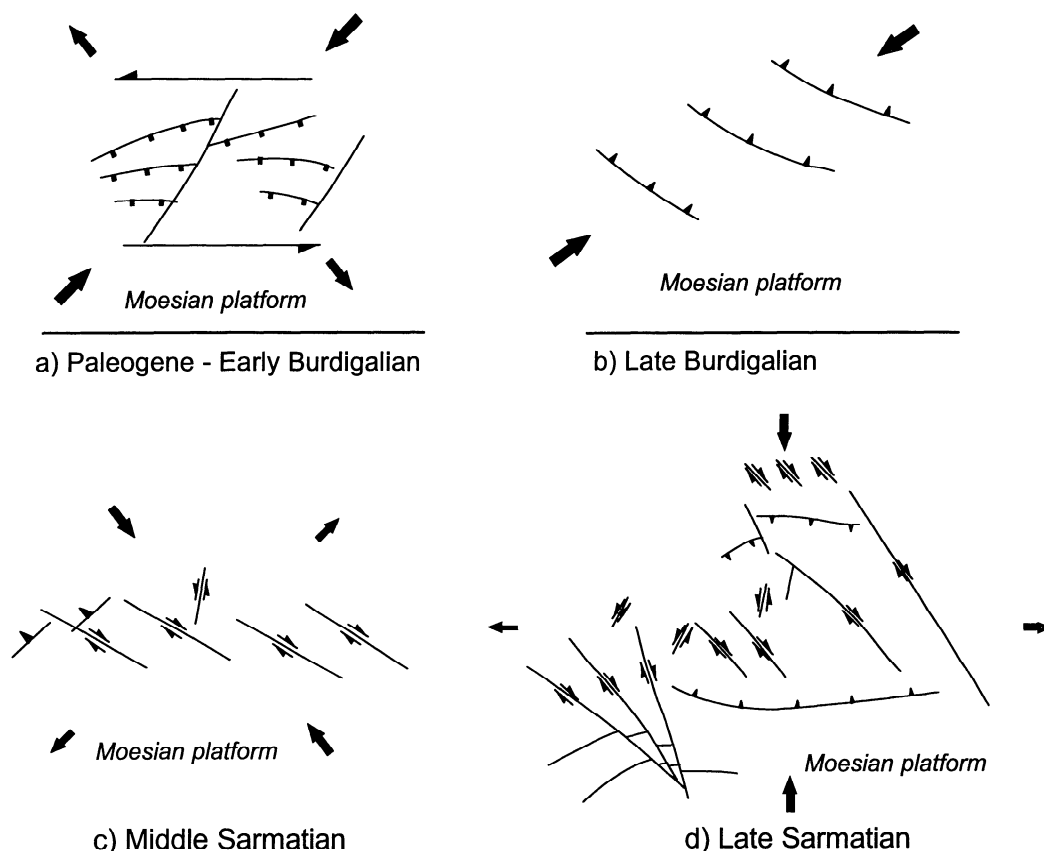 Moesian platform
a) Paleogene - Early Burdigalian
Moesian platform
b) Late Burdigalian
Moesian platform
c) Middle Sarmatian
Moesian platform
d) Late Sarmatian